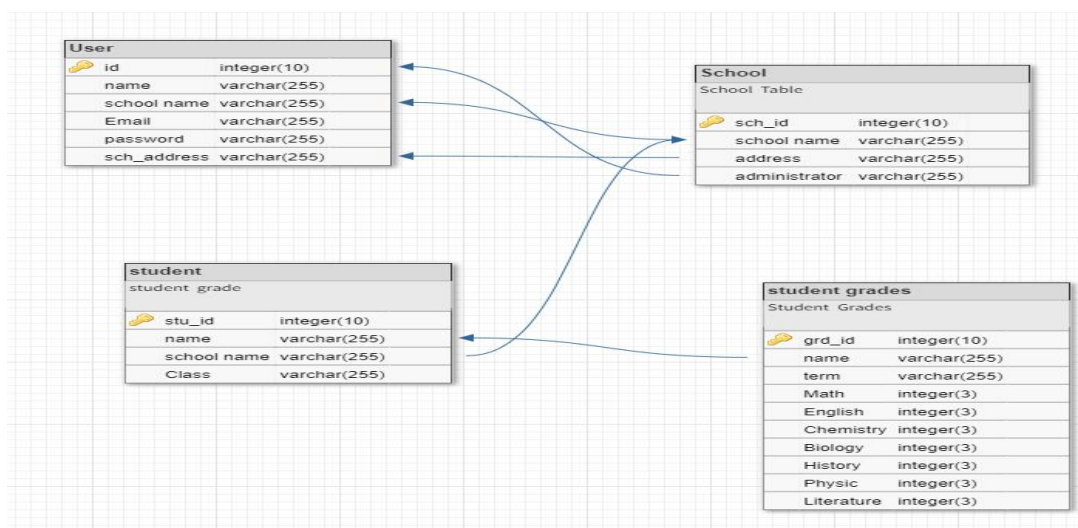 User
id integer(10)
name varchar(255)
school name varchar(255)
Email varchar(255)
password varchar(255)
sch_address varchar(255)
School
School Table
sch_id integer(10)
school name varchar(255)
address varchar(255)
administrator varchar(255)
student
student grade
stu_id integer(10)
name varchar(255)
school name varchar(255)
Class varchar(255)
student grades
Student Grades
grd_id integer(10)
name varchar(255)
term varchar(255)
Math integer(3)
English integer(3)
Chemistry integer(3)
Biology integer(3)
History integer(3)
Physic integer(3)
Literature integer(3)